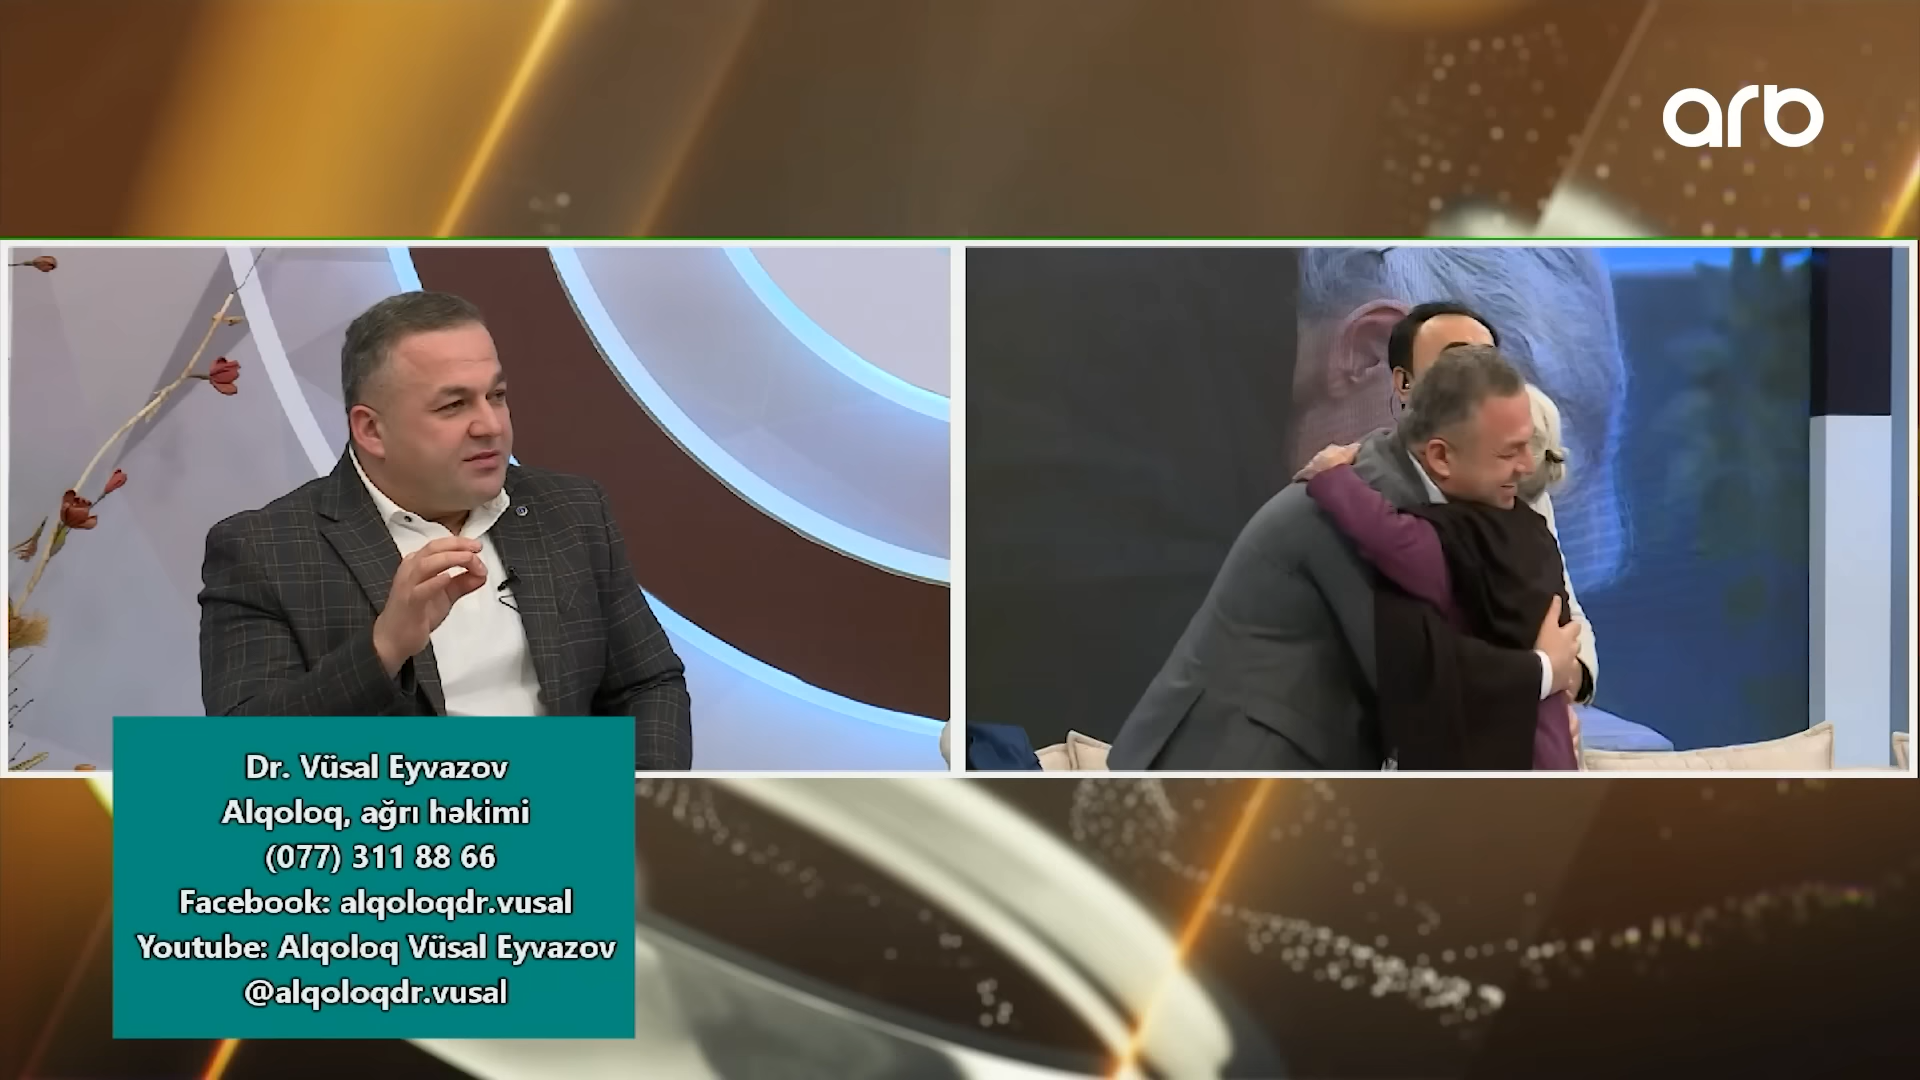 arb
Dr. Vüsal Eyvazov
Alqoloq, ağrı həkimi
(077) 311 88 66
Facebook: alqoloqdr.vusal
Youtube: Alqoloq Vüsal Eyvazov
@alqoloqdr.vusal